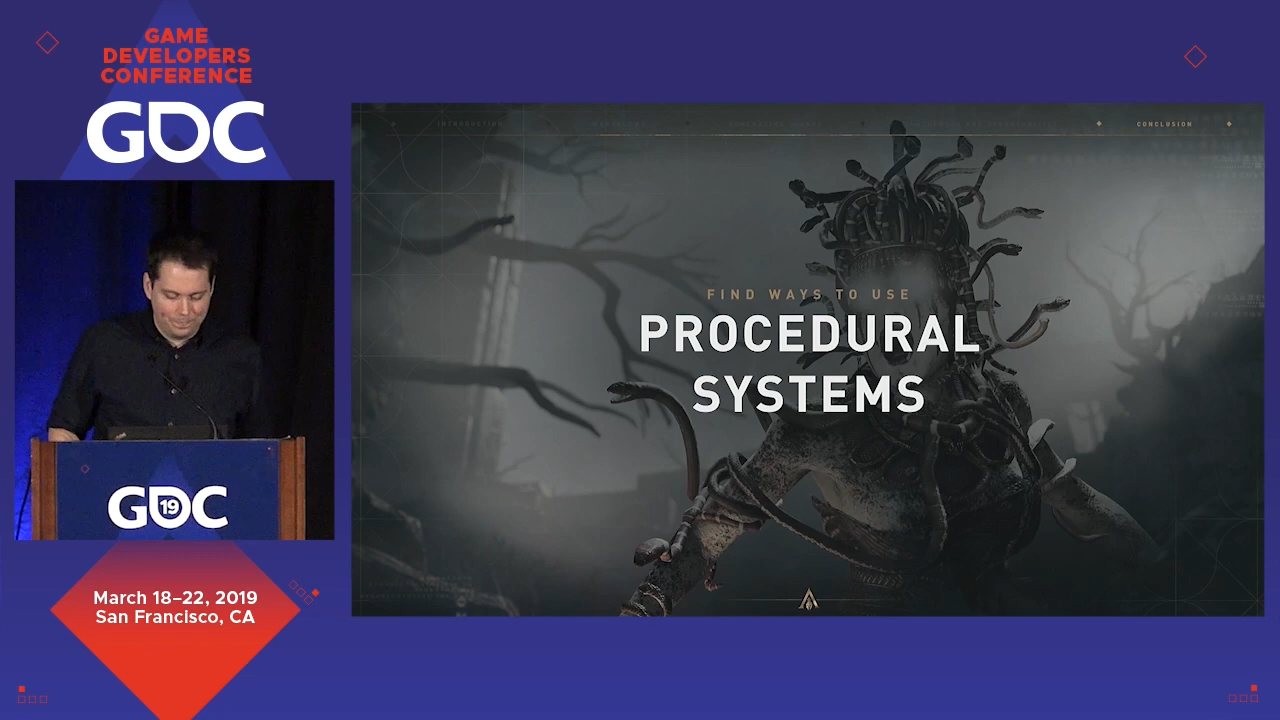 GAME
DEVELOPERS
CONFERENCE
GDC
INTRODUCTION
CONCLUSION
FIND WAYS TO USE
PROCEDURAL
SYSTEMS
GDC
19
March 18–22, 2019
San Francisco, CA